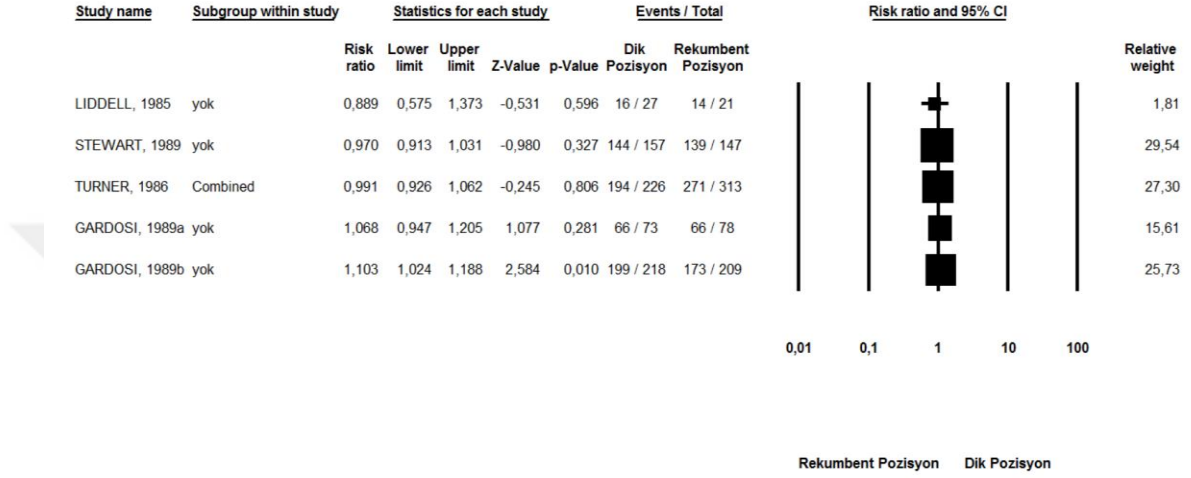 Study name Subgroup within study Statistics for each study Events / Total Risk ratio and 95% CI
Risk Lower Upper Dik Rekumbent Relative
ratio limit limit Z-Value p-Value Pozisyon Pozisyon weight
LIDDELL, 1985 yok 0,889 0,575 1,373 -0,531 0,596 16 / 27 14 / 21 1,81
STEWART, 1989 yok 0,970 0,913 1,031 -0,980 0,327 144 / 157 139 / 147 29,54
TURNER, 1986 Combined 0,991 0,926 1,062 -0,245 0,806 194 / 226 271 / 313 27,30
GARDOSI, 1989a yok 1,068 0,947 1,205 1,077 0,281 66 / 73 66 / 78 15,61
GARDOSI, 1989b yok 1,103 1,024 1,188 2,584 0,010 199 / 218 173 / 209 25,73
0,01 0,1 1 10 100
Rekumbent Pozisyon Dik Pozisyon